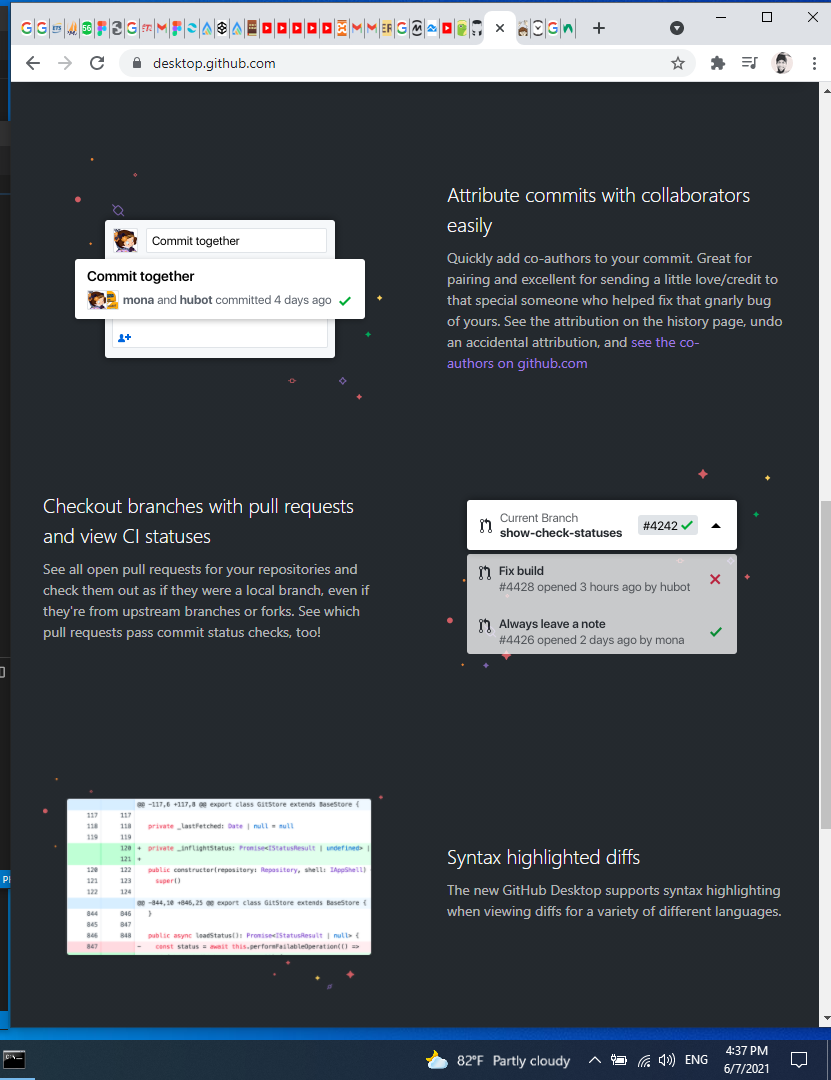 desktop.github.com
Attribute commits with collaborators
easily
Quickly add co-authors to your commit. Great for
pairing and excellent for sending a little love/credit to
that special someone who helped fix that gnarly bug
of yours. See the attribution on the history page, undo
an accidental attribution, and see the co-
authors on github.com
Commit together
Commit together
mona and hubot committed 4 days ago
Checkout branches with pull requests
and view CI statuses
See all open pull requests for your repositories and
check them out as if they were a local branch, even if
they're from upstream branches or forks. See which
pull requests pass commit status checks, too!
Current Branch
show-check-statuses
#4242
Fix build
#4428 opened 3 hours ago by hubot
Always leave a note
#4426 opened 2 days ago by mona
@@ -117,6 +117,8 @@ export class GitStore extends BaseStore {
117 117
118 118 private _lastFetched: Date | null = null
119 119
120 + private _inflightStatus: Promise<IStatusResult | undefined> |
121 +
120 122 public constructor(repository: Repository, shell: IAppShell)
121 123 super()
122 124
@@ -844,10 +846,25 @@ export class GitStore extends BaseStore {
844 846 }
845 847
846 848 public async loadStatus(): Promise<IStatusResult | null> {
847 - const status = await this.performFailableOperation(() =>
Syntax highlighted diffs
The new GitHub Desktop supports syntax highlighting
when viewing diffs for a variety of different languages.
82°F Partly cloudy
ENG
4:37 PM
6/7/2021